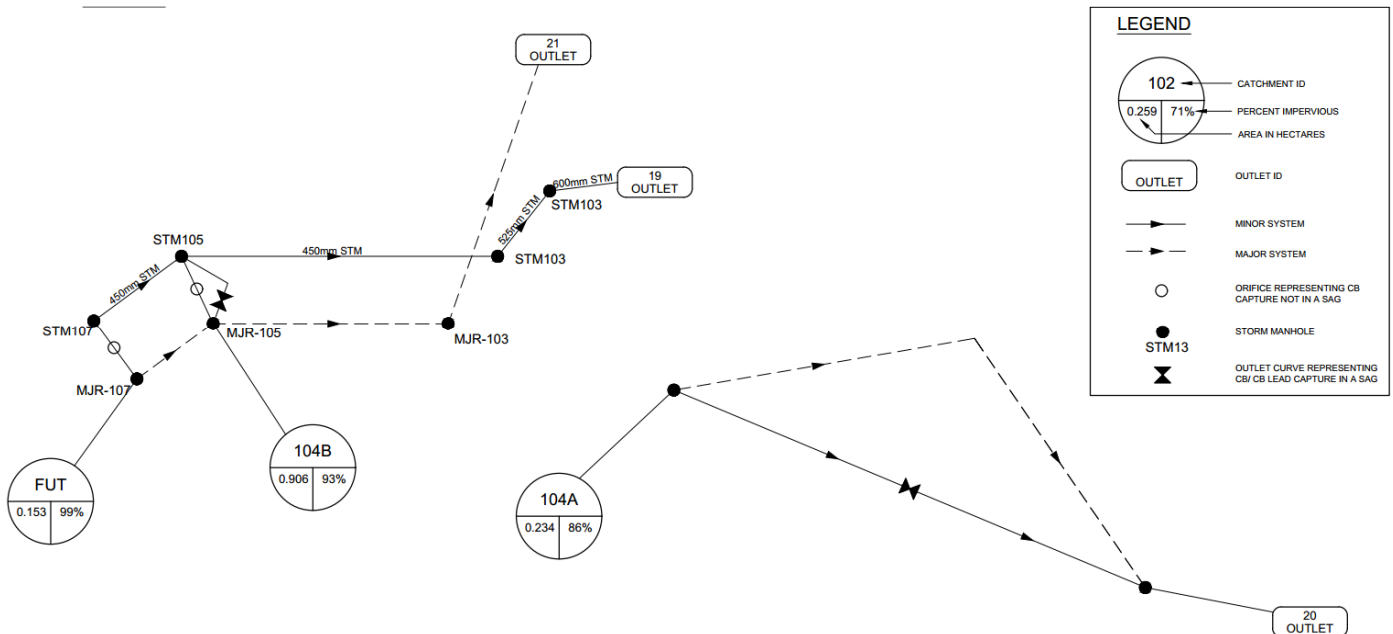 21
OUTLET
600mm STM
19
OUTLET
STM103
525mm STM
STM105
450mm STM
STM103
450mm STM
STM107
MJR-105
MJR-103
MJR-107
FUT
0.153 99%
104B
0.906 93%
104A
0.234 86%
20
OUTLET
LEGEND
102
0.259 71%
CATCHMENT ID
PERCENT IMPERVIOUS
AREA IN HECTARES
OUTLET
OUTLET ID
MINOR SYSTEM
MAJOR SYSTEM
ORIFICE REPRESENTING CB
CAPTURE NOT IN A SAG
STORM MANHOLE
STM13
OUTLET CURVE REPRESENTING
CB/ CB LEAD CAPTURE IN A SAG